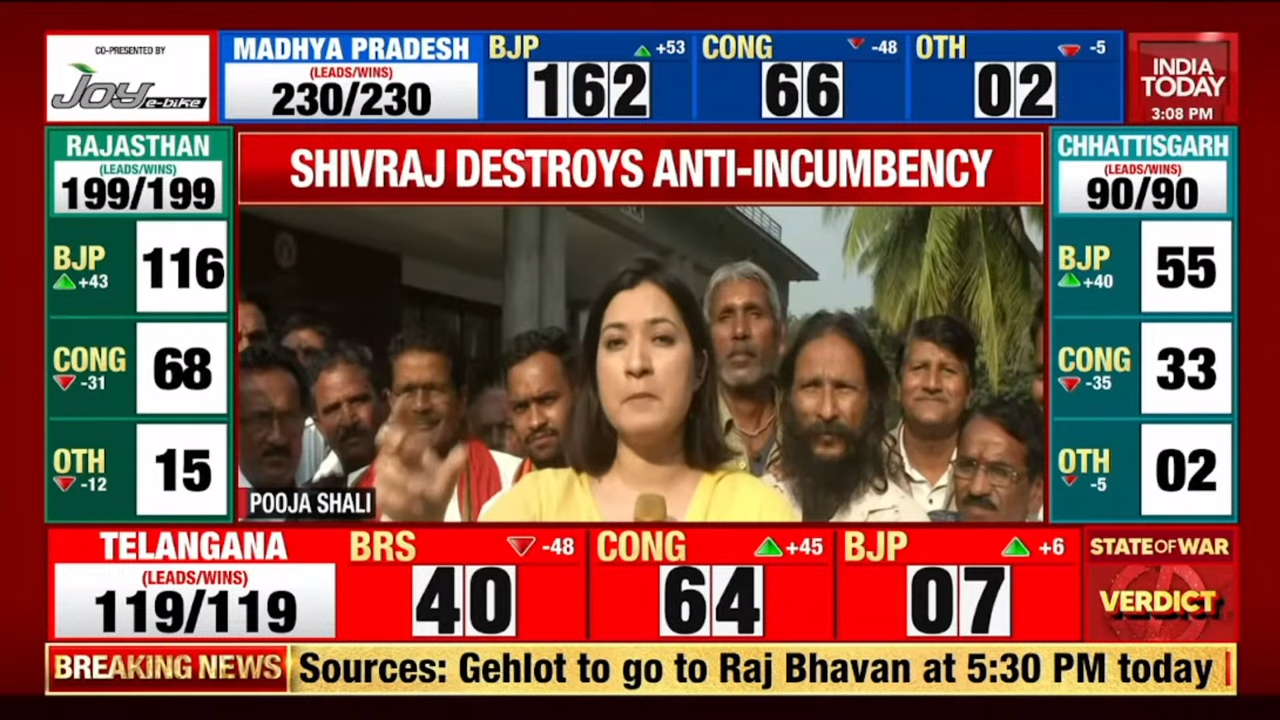 CO-PRESENTED BY
Joy e-bike
MADHYA PRADESH
(LEADS/WINS)
230/230
BJP +53
162
CONG -48
66
OTH -5
02
INDIA
TODAY
3:08 PM
RAJASTHAN
(LEADS/WINS)
199/199
BJP
+43
116
CONG
-31
68
OTH
-12
15
SHIVRAJ DESTROYS ANTI-INCUMBENCY
POOJA SHALI
CHHATTISGARH
(LEADS/WINS)
90/90
BJP
+40
55
CONG
-35
33
OTH
-5
02
TELANGANA
(LEADS/WINS)
119/119
BRS -48
40
CONG +45
64
BJP +6
07
STATE OF WAR
VERDICT
BREAKING NEWS
Sources: Gehlot to go to Raj Bhavan at 5:30 PM today